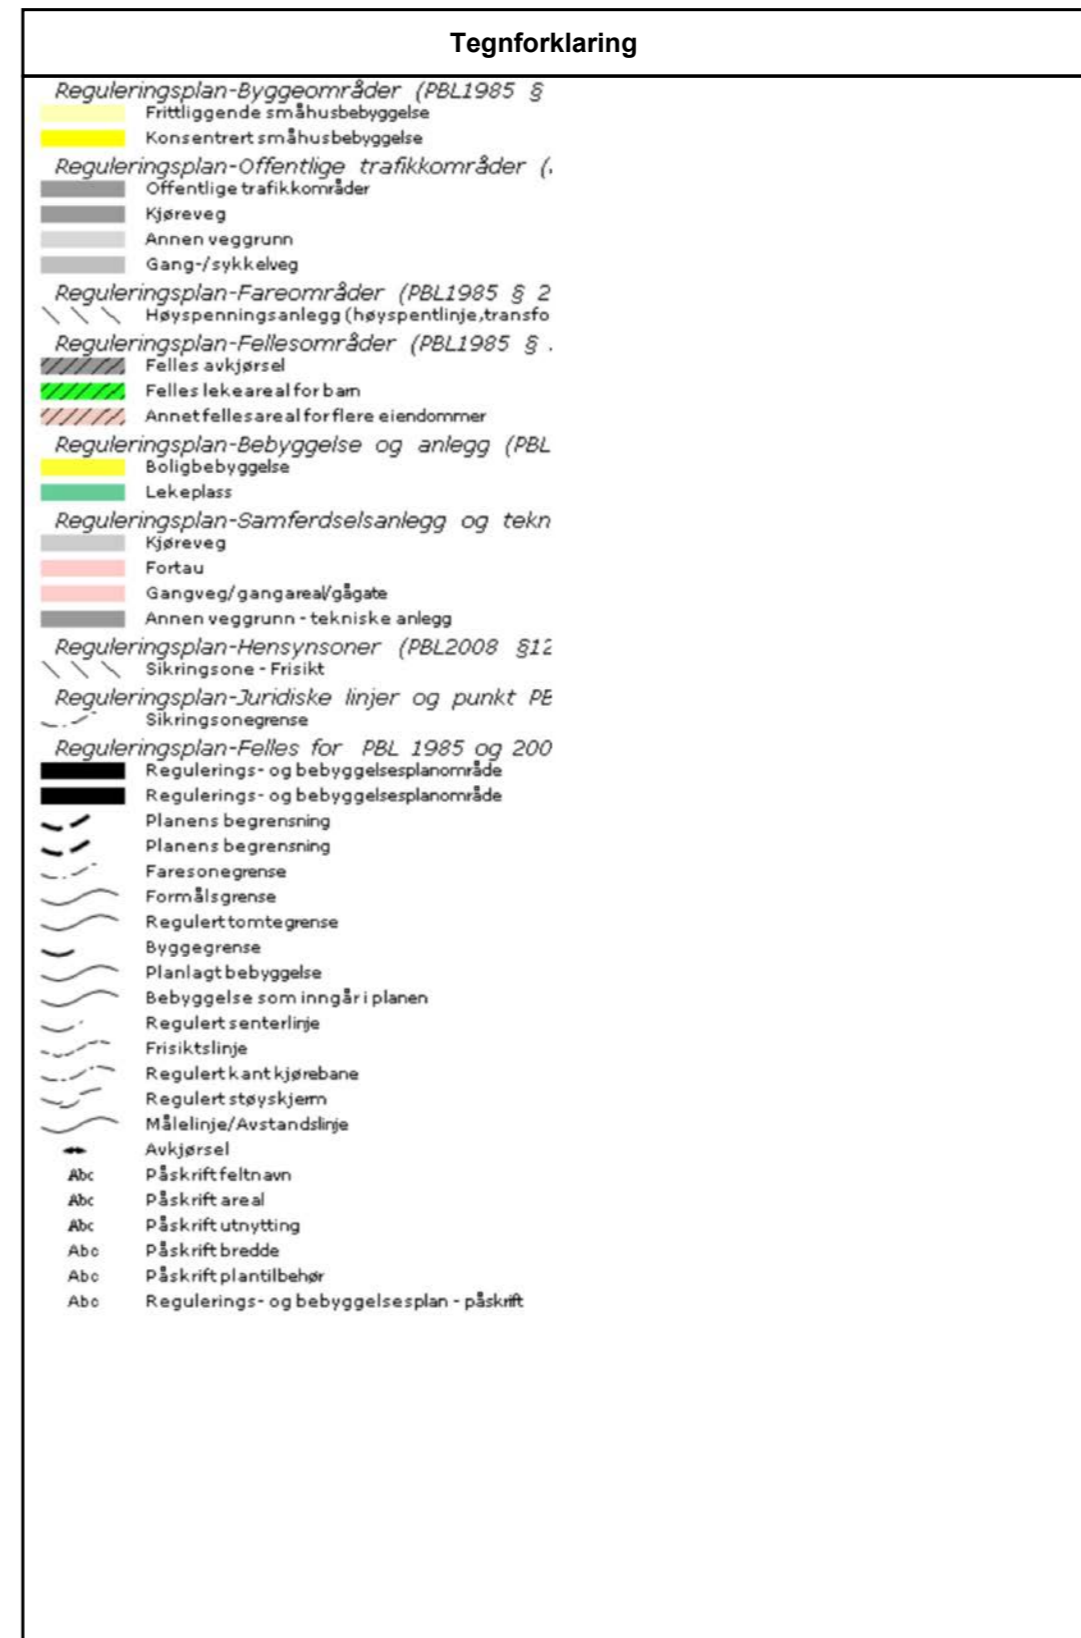 Tegnforklaring
Reguleringsplan-Byggeområder (PBL1985 §
Frittliggende småhusbebyggelse
Konsentrert småhusbebyggelse
Reguleringsplan-Offentlige trafikkområder (
Offentlige trafikkområder
Kjøreveg
Annen veggrunn
Gang-/sykkelveg
Reguleringsplan-Fareområder (PBL1985 § 2
Høyspenningsanlegg (høyspentlinje,transfo
Reguleringsplan-Fellesområder (PBL1985 §
Felles avkjørsel
Felles lekeareal for barn
Annet fellesareal for flere eiendommer
Reguleringsplan-Bebyggelse og anlegg (PBL
Boligbebyggelse
Lekeplass
Reguleringsplan-Samferdselsanlegg og tekn
Kjøreveg
Fortau
Gangveg/gangareal/gågate
Annen veggrunn - tekniske anlegg
Reguleringsplan-Hensynsoner (PBL2008 §12
Sikringsone - Frisikt
Reguleringsplan-Juridiske linjer og punkt PB
Sikringsonegrense
Reguleringsplan-Felles for PBL 1985 og 200
Regulerings- og bebyggelsesplanområde
Regulerings- og bebyggelsesplanområde
Planens begrensning
Planens begrensning
Faresonegrense
Formålsgrense
Regulert tomtegrense
Byggegrense
Planlagt bebyggelse
Bebyggelse som inngår i planen
Regulert senterlinje
Frisiktslinje
Regulert kant kjørebane
Regulert støyskjerm
Målelinje/Avstandslinje
Avkjørsel
Abc Påskrift feltnavn
Abc Påskrift areal
Abc Påskrift utnytting
Abc Påskrift bredde
Abc Påskrift plantilbehør
Abc Regulerings- og bebyggelsesplan - påskrift